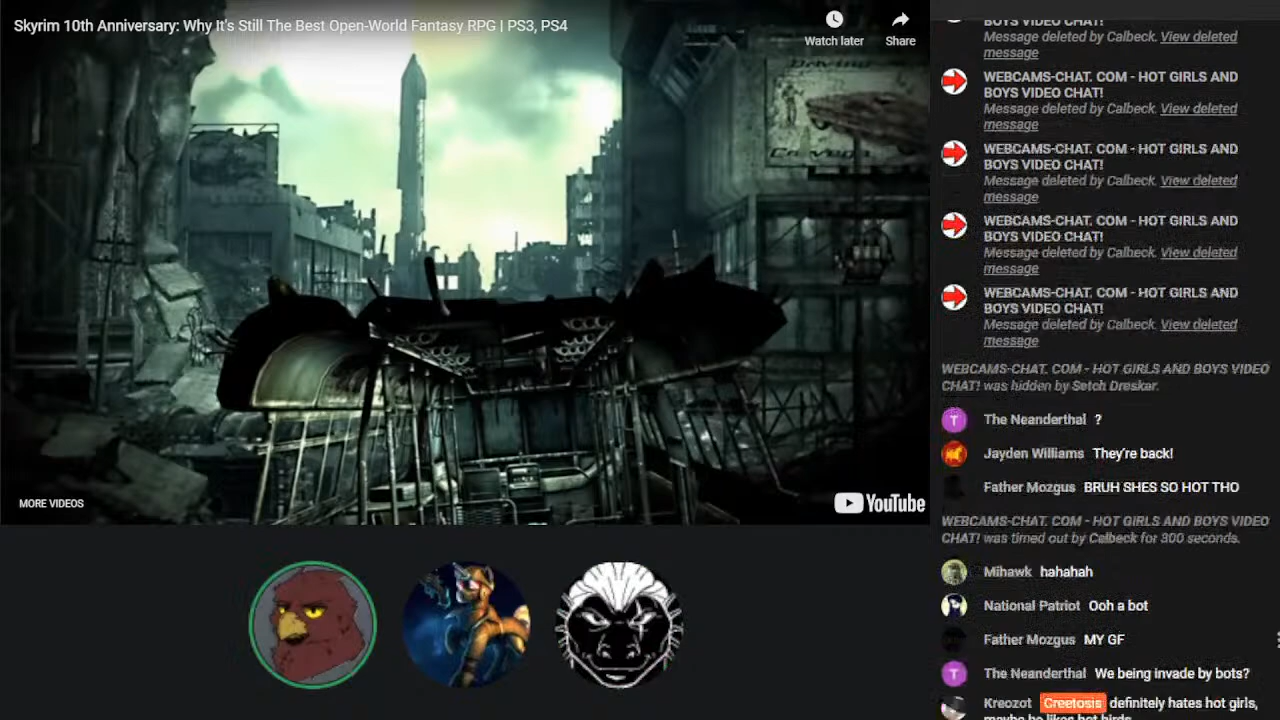 Skyrim 10th Anniversary: Why It's Still The Best Open-World Fantasy RPG | PS3, PS4
Watch later
Share
MORE VIDEOS
YouTube
BOYS VIDEO CHAT!
Message deleted by Calbeck. View deleted
message
WEBCAMS-CHAT. COM - HOT GIRLS AND
BOYS VIDEO CHAT!
Message deleted by Calbeck. View deleted
message
WEBCAMS-CHAT. COM - HOT GIRLS AND
BOYS VIDEO CHAT!
Message deleted by Calbeck. View deleted
message
WEBCAMS-CHAT. COM - HOT GIRLS AND
BOYS VIDEO CHAT!
Message deleted by Calbeck. View deleted
message
WEBCAMS-CHAT. COM - HOT GIRLS AND
BOYS VIDEO CHAT!
Message deleted by Calbeck. View deleted
message
WEBCAMS-CHAT. COM - HOT GIRLS AND BOYS VIDEO
CHAT! was hidden by Setch Dreskar.
The Neanderthal ?
Jayden Williams They're back!
Father Mozgus BRUH SHES SO HOT THO
WEBCAMS-CHAT. COM - HOT GIRLS AND BOYS VIDEO
CHAT! was timed out by Calbeck for 300 seconds.
Mihawk hahahah
National Patriot Ooh a bot
Father Mozgus MY GF
The Neanderthal We being invade by bots?
Kreozot Creetosis definitely hates hot girls,
maybe he likes hot birds